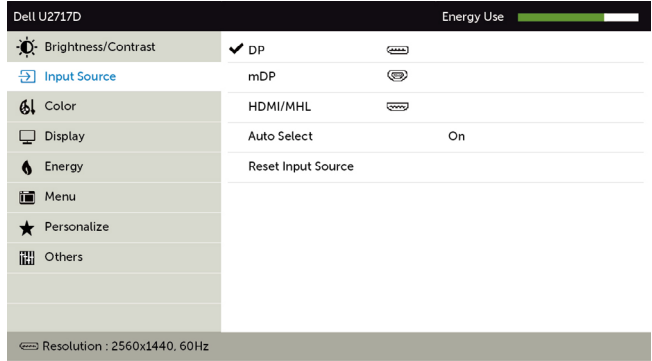 Dell U2717D Energy Use
Brightness/Contrast
Input Source
Color
Display
Energy
Menu
Personalize
Others
DP
mDP
HDMI/MHL
Auto Select On
Reset Input Source
Resolution : 2560x1440, 60Hz